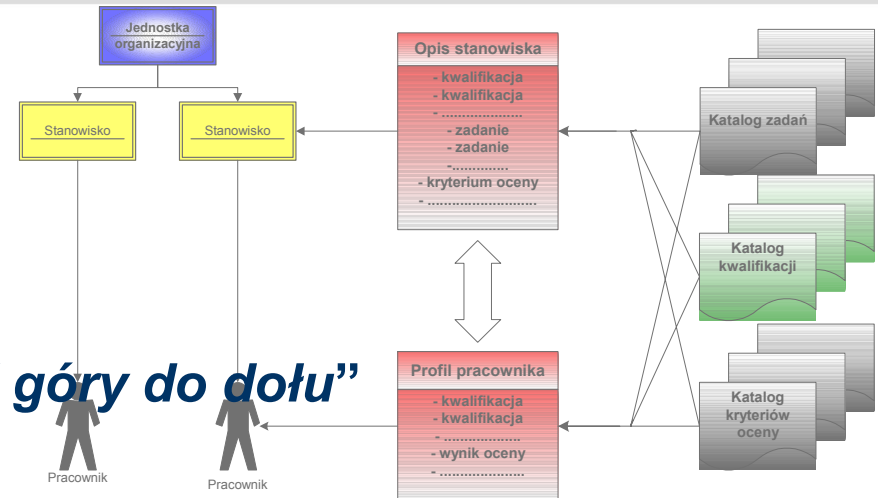 Jednostka
organizacyjna
Stanowisko
Stanowisko
Opis stanowiska
- kwalifikacja
- kwalifikacja
- .....................
- zadanie
- zadanie
-..............
- kryterium oceny
- ...........................
Katalog zadań
Katalog
kwalifikacji
Katalog
kryteriów
oceny
Profil pracownika
- kwalifikacja
- kwalifikacja
- ...................
- wynik oceny
- .....................
góry do dołu”
Pracownik
Pracownik